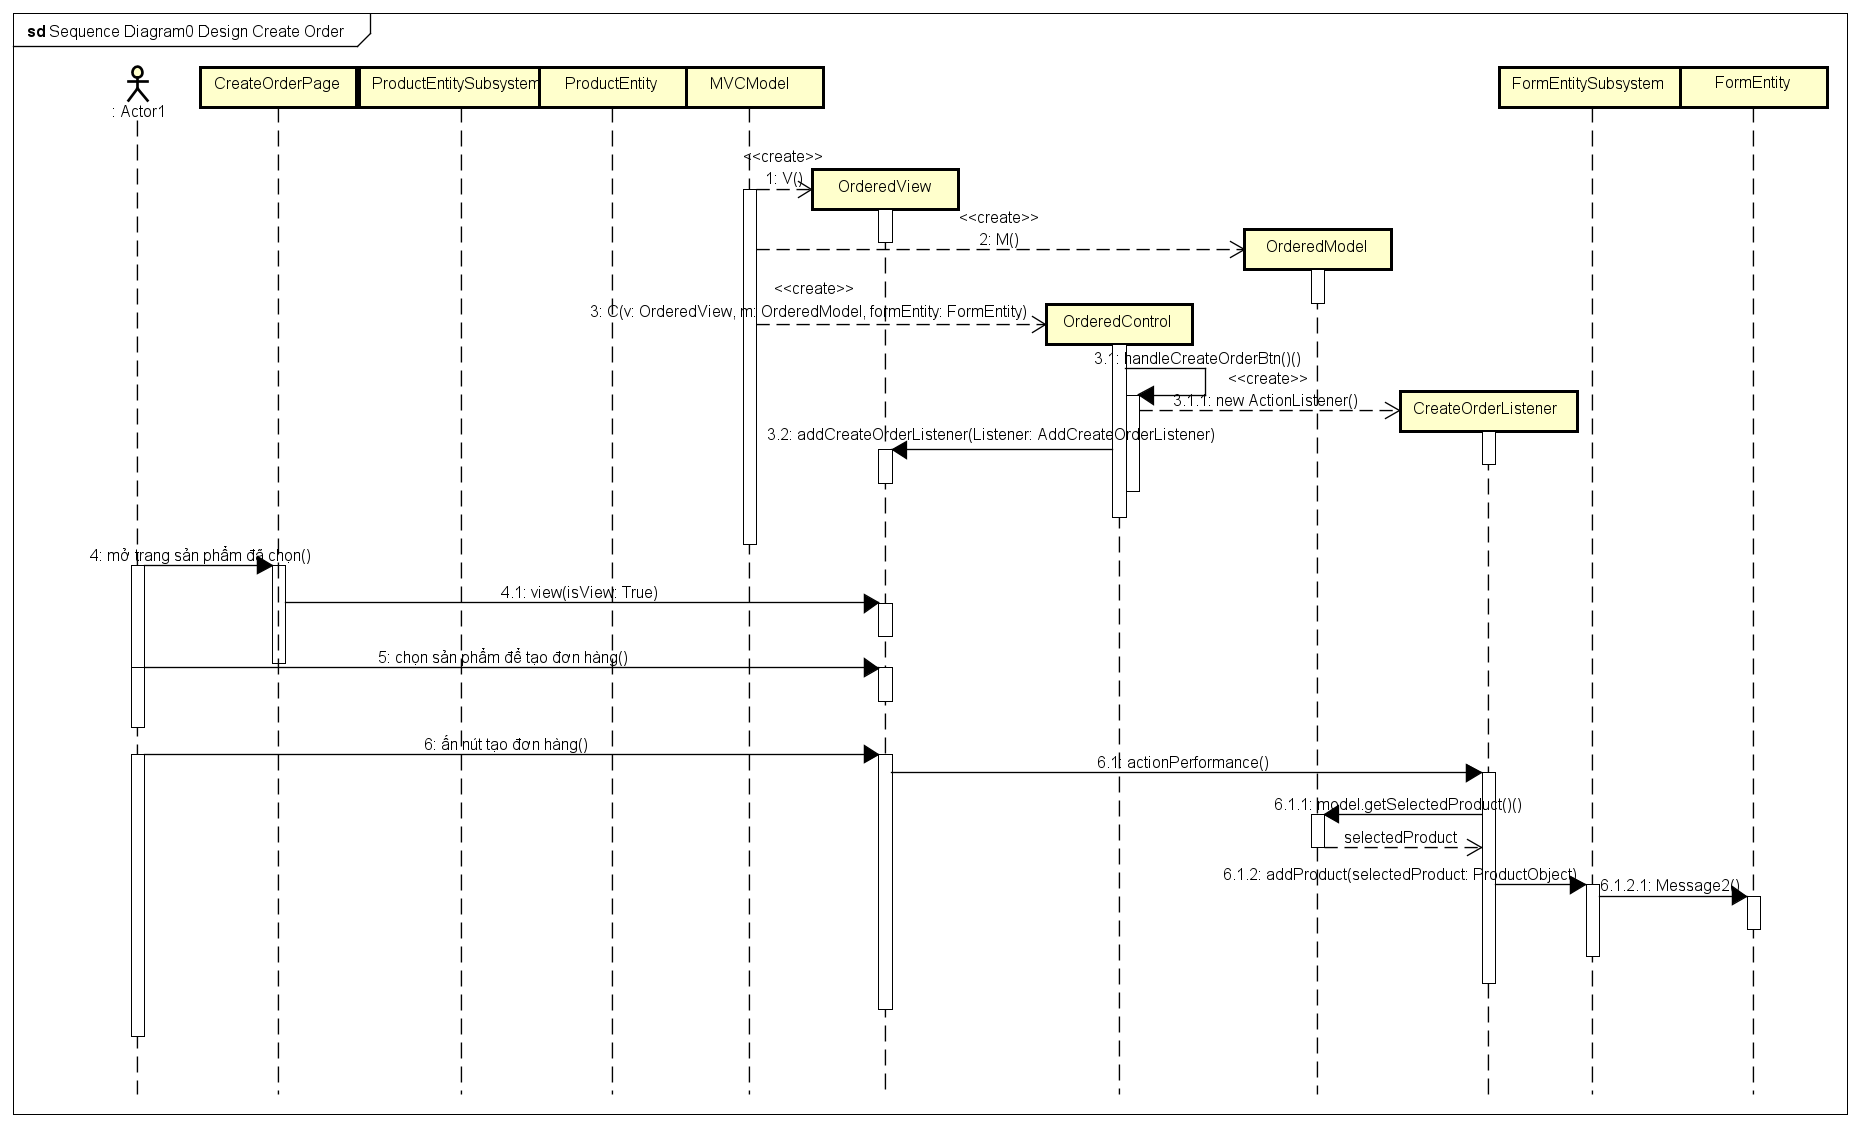 sd Sequence Diagram0 Design Create Order
: Actor1
CreateOrderPage
ProductEntitySubsystem
ProductEntity
MVCModel
FormEntitySubsystem
FormEntity
<<create>>
1: V()
OrderedView
<<create>>
2: M()
OrderedModel
<<create>>
3: C(v: OrderedView, m: OrderedModel, formEntity: FormEntity)
OrderedControl
3.1: handleCreateOrderBtn()()
<<create>>
3.1.1: new ActionListener()
CreateOrderListener
3.2: addCreateOrderListener(Listener: AddCreateOrderListener)
4: mở trang sản phẩm đã chọn()
4.1: view(isView: True)
5: chọn sản phẩm để tạo đơn hàng()
6: ấn nút tạo đơn hàng()
6.1: actionPerformance()
6.1.1: model.getSelectedProduct()()
selectedProduct
6.1.2: addProduct(selectedProduct: ProductObject)
6.1.2.1: Message2()